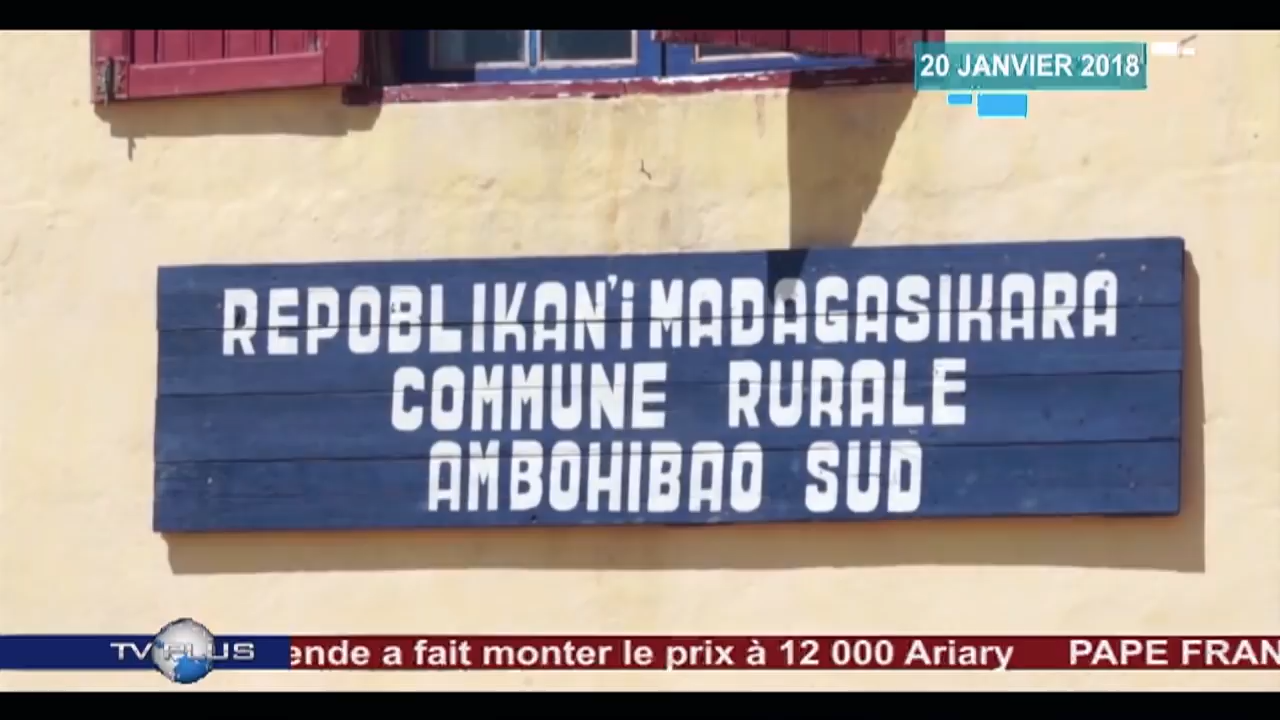 20 JANVIER 2018
REPOBLIKAN'i MADAGASIKARA
COMMUNE RURALE
AMBOHIBAO SUD
TV PLUS
ende a fait monter le prix à 12 000 Ariary PAPE FRAN